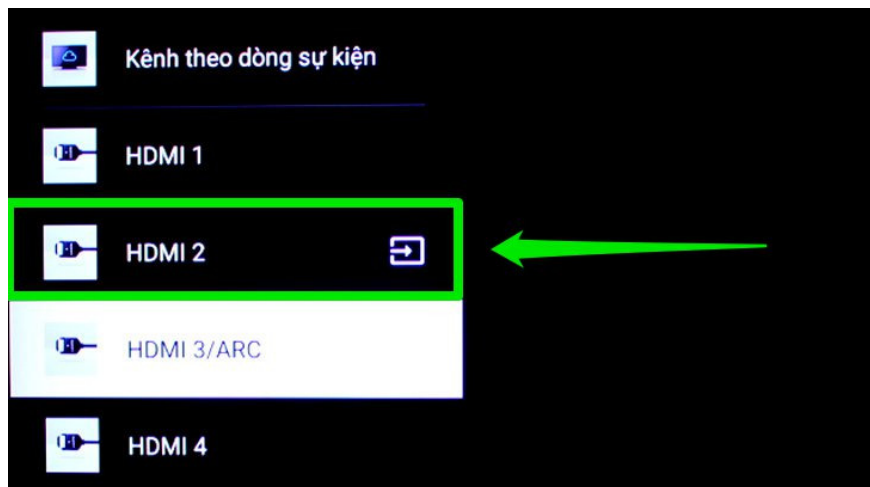 Kênh theo dòng sự kiện
HDMI 1
HDMI 2
HDMI 3/ARC
HDMI 4